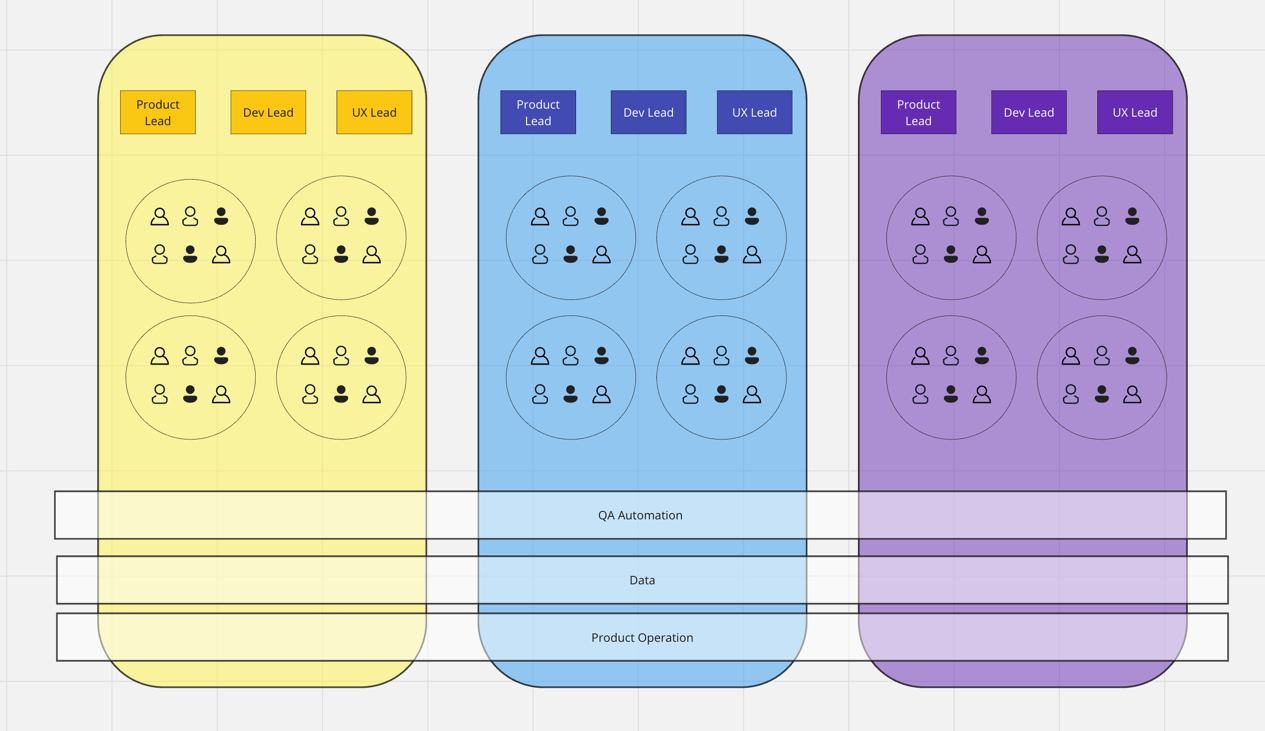 Product
Lead
Dev Lead
UX Lead
Product
Lead
Dev Lead
UX Lead
Product
Lead
Dev Lead
UX Lead
QA Automation
Data
Product Operation